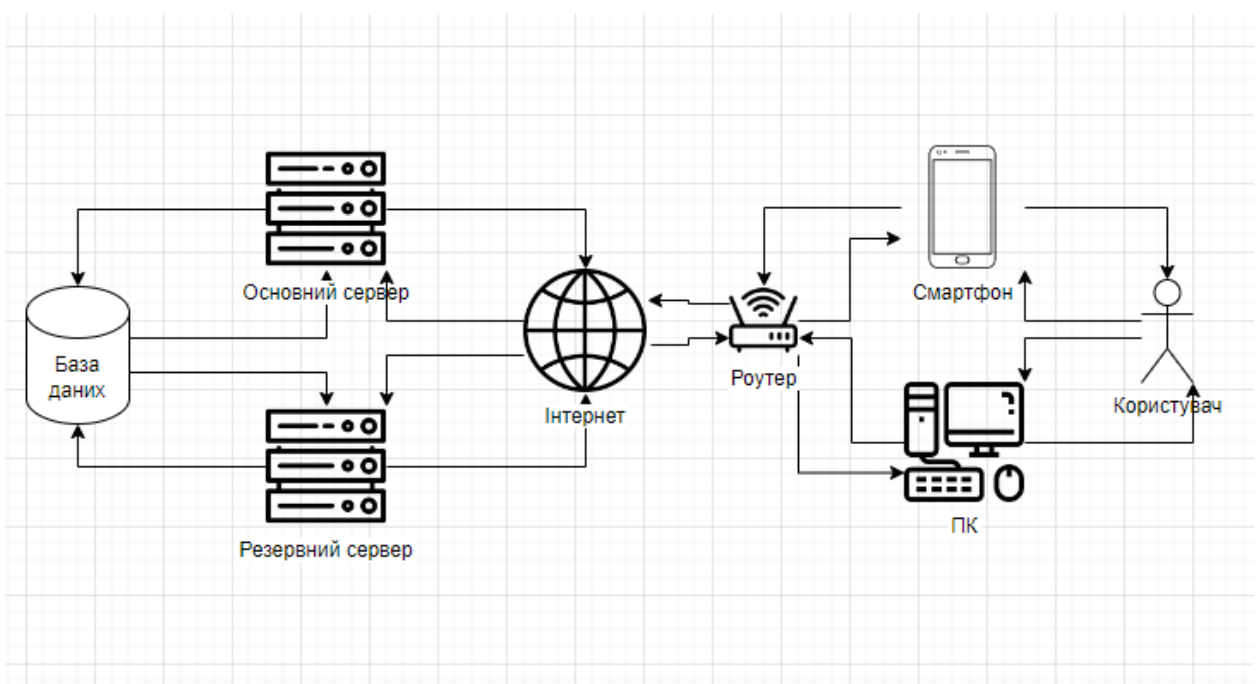 Основний сервер
База
даних
Резервний сервер
Інтернет
Роутер
Смартфон
Користувач
ПК